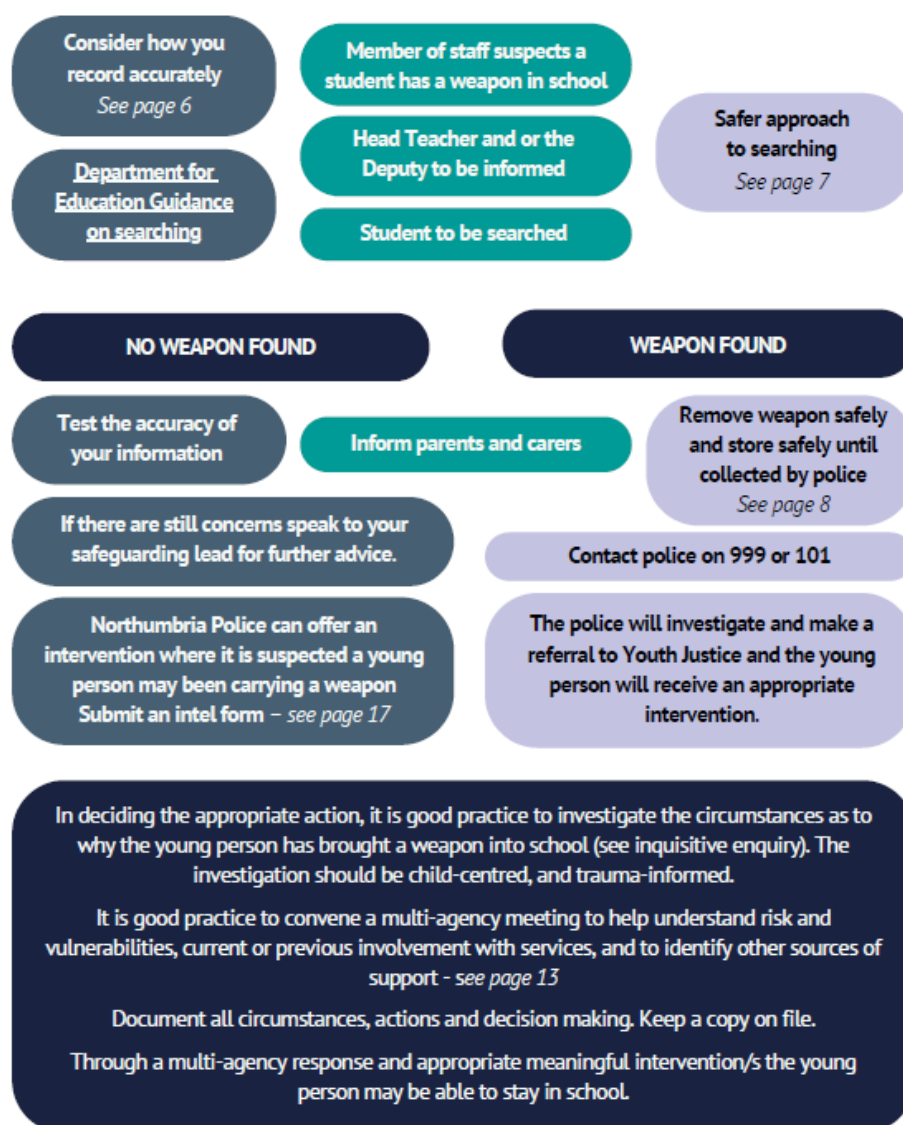 Consider how you
record accurately
See page 6
Department for
Education Guidance
on searching
Member of staff suspects a
student has a weapon in school
Head Teacher and or the
Deputy to be informed
Student to be searched
Safer approach
to searching
See page 7
NO WEAPON FOUND
WEAPON FOUND
Test the accuracy of
your information
Inform parents and carers
Remove weapon safely
and store safely until
collected by police
See page 8
If there are still concerns speak to your
safeguarding lead for further advice.
Contact police on 999 or 101
Northumbria Police can offer an
intervention where it is suspected a young
person may been carrying a weapon
Submit an intel form – see page 17
The police will investigate and make a
referral to Youth Justice and the young
person will receive an appropriate
intervention.
In deciding the appropriate action, it is good practice to investigate the circumstances as to
why the young person has brought a weapon into school (see inquisitive enquiry). The
investigation should be child-centred, and trauma-informed.
It is good practice to convene a multi-agency meeting to help understand risk and
vulnerabilities, current or previous involvement with services, and to identify other sources of
support - see page 13
Document all circumstances, actions and decision making. Keep a copy on file.
Through a multi-agency response and appropriate meaningful intervention/s the young
person may be able to stay in school.